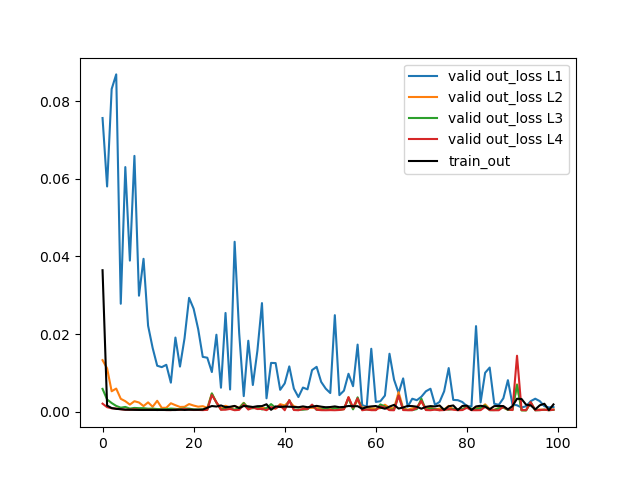 valid out_loss L1
valid out_loss L2
valid out_loss L3
valid out_loss L4
train_out
0.08
0.06
0.04
0.02
0.00
0 20 40 60 80 100